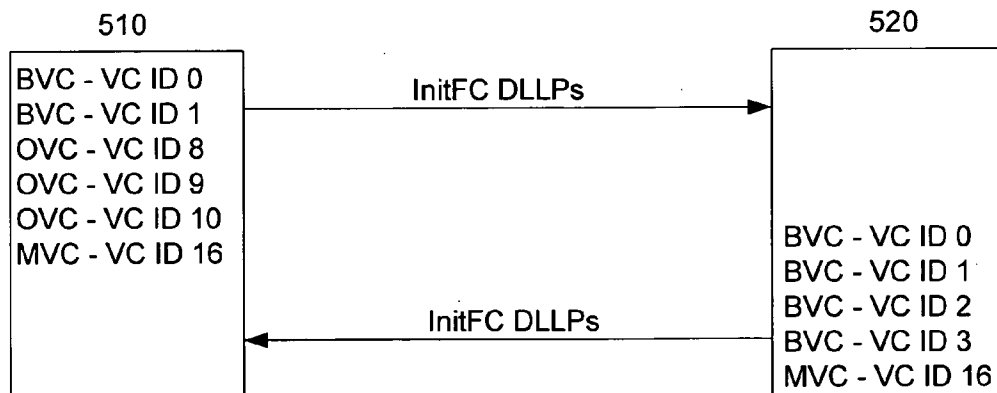 510
520
BVC - VC ID 0
BVC - VC ID 1
OVC - VC ID 8
OVC - VC ID 9
OVC - VC ID 10
MVC - VC ID 16
InitFC DLLPs
BVC - VC ID 0
BVC - VC ID 1
BVC - VC ID 2
BVC - VC ID 3
MVC - VC ID 16
InitFC DLLPs